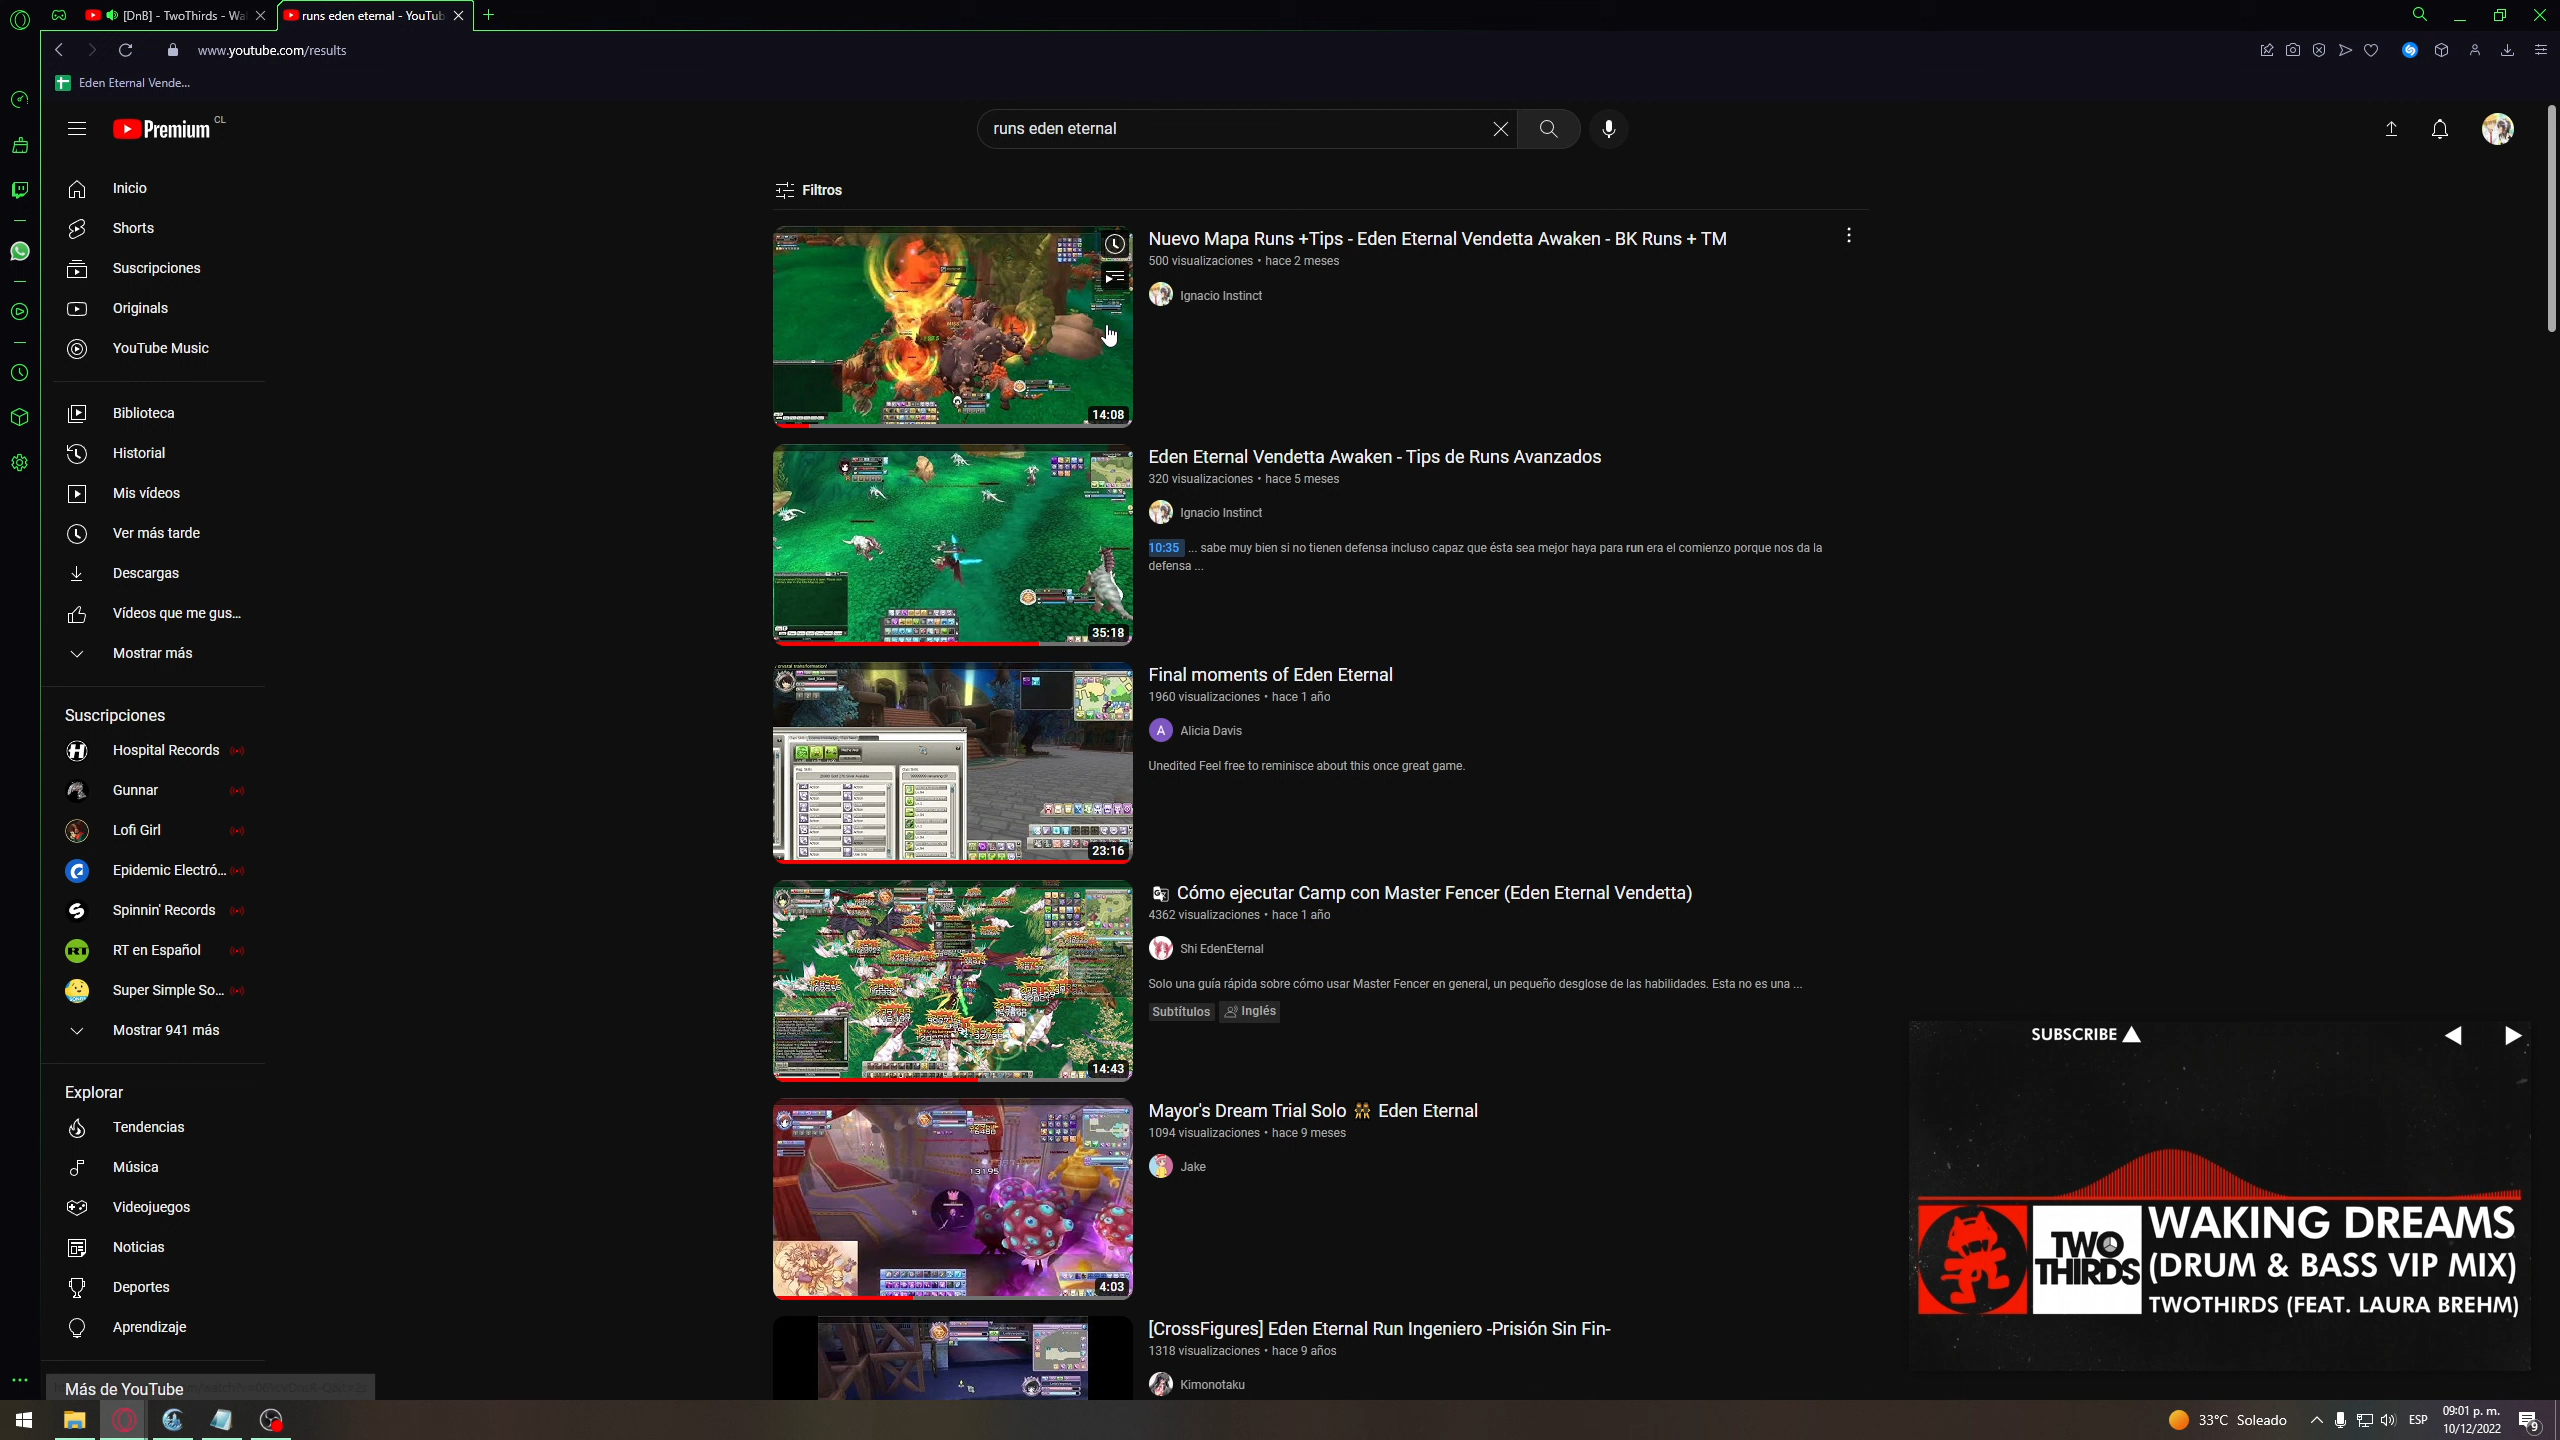 [DnB] - TwoThirds - Wa
runs eden eternal - YouTub
www.youtube.com/results
Eden Eternal Vende...
Premium CL
runs eden eternal
Inicio
Shorts
Suscripciones
Originals
YouTube Music
Biblioteca
Historial
Mis vídeos
Ver más tarde
Descargas
Vídeos que me gus...
Mostrar más
Suscripciones
Hospital Records
Gunnar
Lofi Girl
Epidemic Electró...
Spinnin' Records
RT en Español
Super Simple So...
Mostrar 941 más
Explorar
Tendencias
Música
Videojuegos
Noticias
Deportes
Aprendizaje
Más de YouTube
Filtros
14:08
Nuevo Mapa Runs +Tips - Eden Eternal Vendetta Awaken - BK Runs + TM
500 visualizaciones • hace 2 meses
Ignacio Instinct
35:18
Eden Eternal Vendetta Awaken - Tips de Runs Avanzados
320 visualizaciones • hace 5 meses
Ignacio Instinct
10:35 ... sabe muy bien si no tienen defensa incluso capaz que ésta sea mejor haya para run era el comienzo porque nos da la
defensa ...
23:16
Final moments of Eden Eternal
1960 visualizaciones • hace 1 año
A Alicia Davis
Unedited Feel free to reminisce about this once great game.
14:43
Cómo ejecutar Camp con Master Fencer (Eden Eternal Vendetta)
4362 visualizaciones • hace 1 año
Shi EdenEternal
Solo una guía rápida sobre cómo usar Master Fencer en general, un pequeño desglose de las habilidades. Esta no es una ...
Subtítulos Inglés
13195
4:03
Mayor's Dream Trial Solo 👯 Eden Eternal
1094 visualizaciones • hace 9 meses
Jake
[CrossFigures] Eden Eternal Run Ingeniero -Prisión Sin Fin-
1318 visualizaciones • hace 9 años
Kimonotaku
SUBSCRIBE
TWO THIRDS
WAKING DREAMS
(DRUM & BASS VIP MIX)
TWOTHIRDS (FEAT. LAURA BREHM)
33°C Soleado
ESP
09:01 p. m.
10/12/2022
9